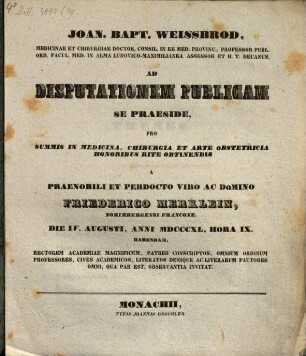 JOAN. BAPT. WEISSBROD,
MEDICINAE ET CHIRURGIAE DOCTOR, CONSIL. IN RE MED. PROVINC., PROFESSOR PUBL.
ORD. FACUL. MED. IN ALMA LUDOVICO-MAXIMILIANEA ASSESSOR ET H. T. DECANUS,
AD
DISPUTATIONEM PUBLICAM
SE PRAESIDE,
PRO
SUMMIS IN MEDICINA, CHIRURGIA ET ARTE OBSTETRICIA
HONORIBUS RITE OBTINENDIS
A
PRAENOBILI ET PERDOCTO VIRO AC DOMINO
FRIEDERICO MERKLEIN,
NORIMBERGENSI FRANCONE,
DIE IV. AUGUSTI, ANNI MDCCCXL, HORA IX.
HABENDAM,
RECTOREM ACADEMIAE MAGNIFICUM, PATRES CONSCRIPTOS, OMNIUM ORDINUM
PROFESSORES, CIVES ACADEMICOS, LITERATOS DENIQUE AC LITERARUM FAUTORES
OMNI, QUA PAR EST, OBSERVANTIA INVITAT.
MONACHII,
TYPIS JOANNIS DESCHLER.